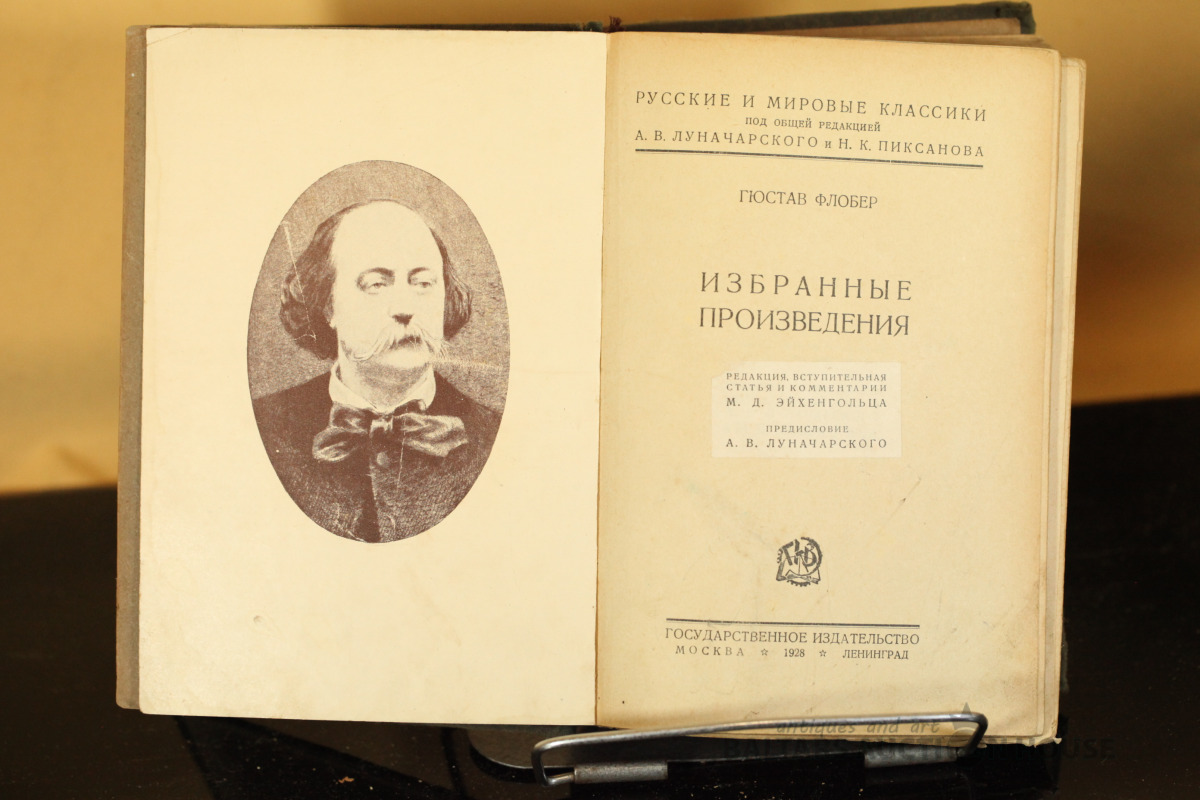 РУССКИЕ И МИРОВЫЕ КЛАССИКИ
ПОД ОБЩЕЙ РЕДАКЦИЕЙ
А. В. ЛУНАЧАРСКОГО и Н. К. ПИКСАНОВА
ГЮСТАВ ФЛОБЕР
ИЗБРАННЫЕ
ПРОИЗВЕДЕНИЯ
РЕДАКЦИЯ, ВСТУПИТЕЛЬНАЯ
СТАТЬЯ И КОММЕНТАРИИ
М. Д. ЭЙХЕНГОЛЬЦА
ПРЕДИСЛОВИЕ
А. В. ЛУНАЧАРСКОГО
ГОСУДАРСТВЕННОЕ ИЗДАТЕЛЬСТВО
МОСКВА ☆ 1928 ☆ ЛЕНИНГРАД
antiques and art